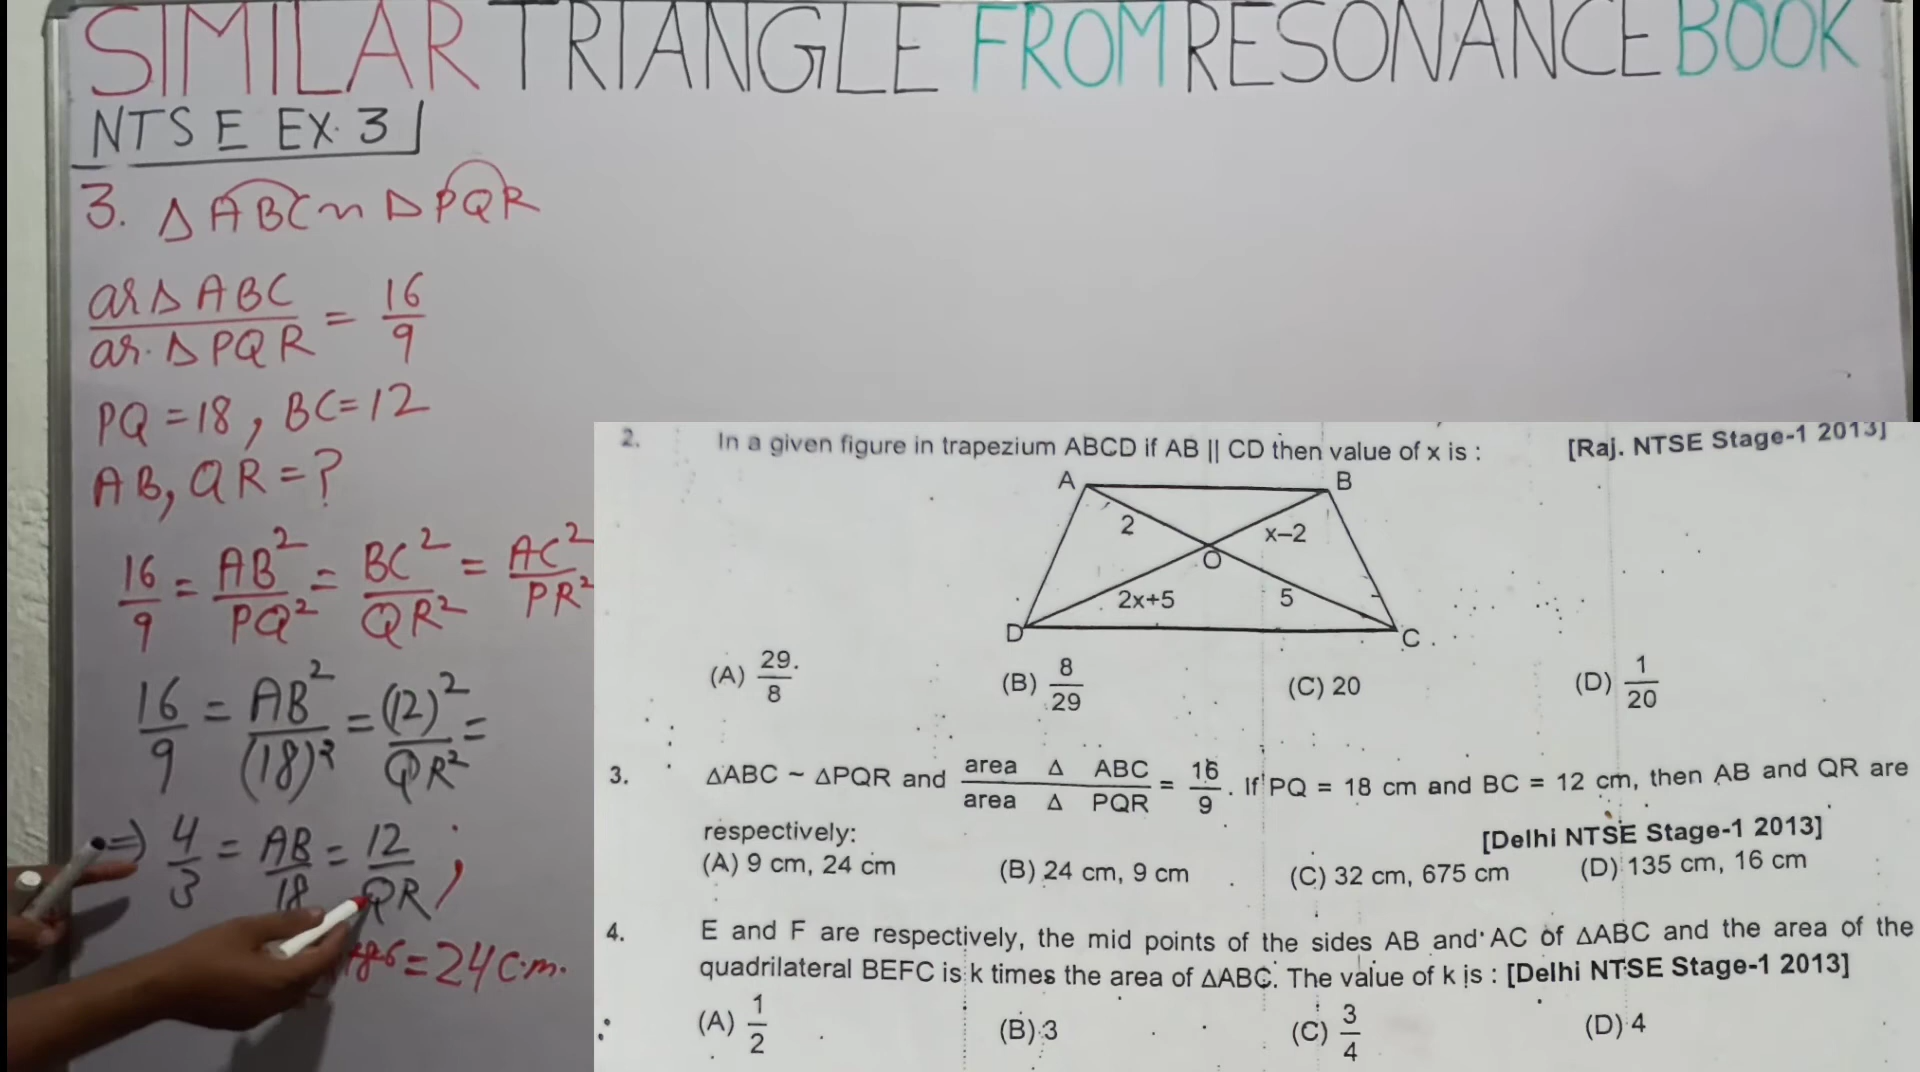 SIMILAR TRIANGLE FROM RESONANCE BOOK
NTSE EX. 3
3. Δ ABC ~ Δ PQR
ar Δ ABC / ar. Δ PQR = 16/9
PQ = 18, BC = 12
AB, QR = ?
16/9 = AB²/PQ² = BC²/QR² = AC²/PR²
16/9 = AB²/(18)² = (12)²/QR² =
⇒ 4/3 = AB/18 = 12/QR ;
= 24 c.m.
2. In a given figure in trapezium ABCD if AB || CD then value of x is : [Raj. NTSE Stage-1 2013]
A B
2 x–2
O
2x+5 5
D C
(A) 29/8 (B) 8/29 (C) 20 (D) 1/20
3. ΔABC ~ ΔPQR and area Δ ABC / area Δ PQR = 16/9. If PQ = 18 cm and BC = 12 cm, then AB and QR are
respectively: [Delhi NTSE Stage-1 2013]
(A) 9 cm, 24 cm (B) 24 cm, 9 cm (C) 32 cm, 675 cm (D) 135 cm, 16 cm
4. E and F are respectively, the mid points of the sides AB and AC of ΔABC and the area of the
quadrilateral BEFC is k times the area of ΔABC. The value of k is : [Delhi NTSE Stage-1 2013]
(A) 1/2 (B) 3 (C) 3/4 (D) 4